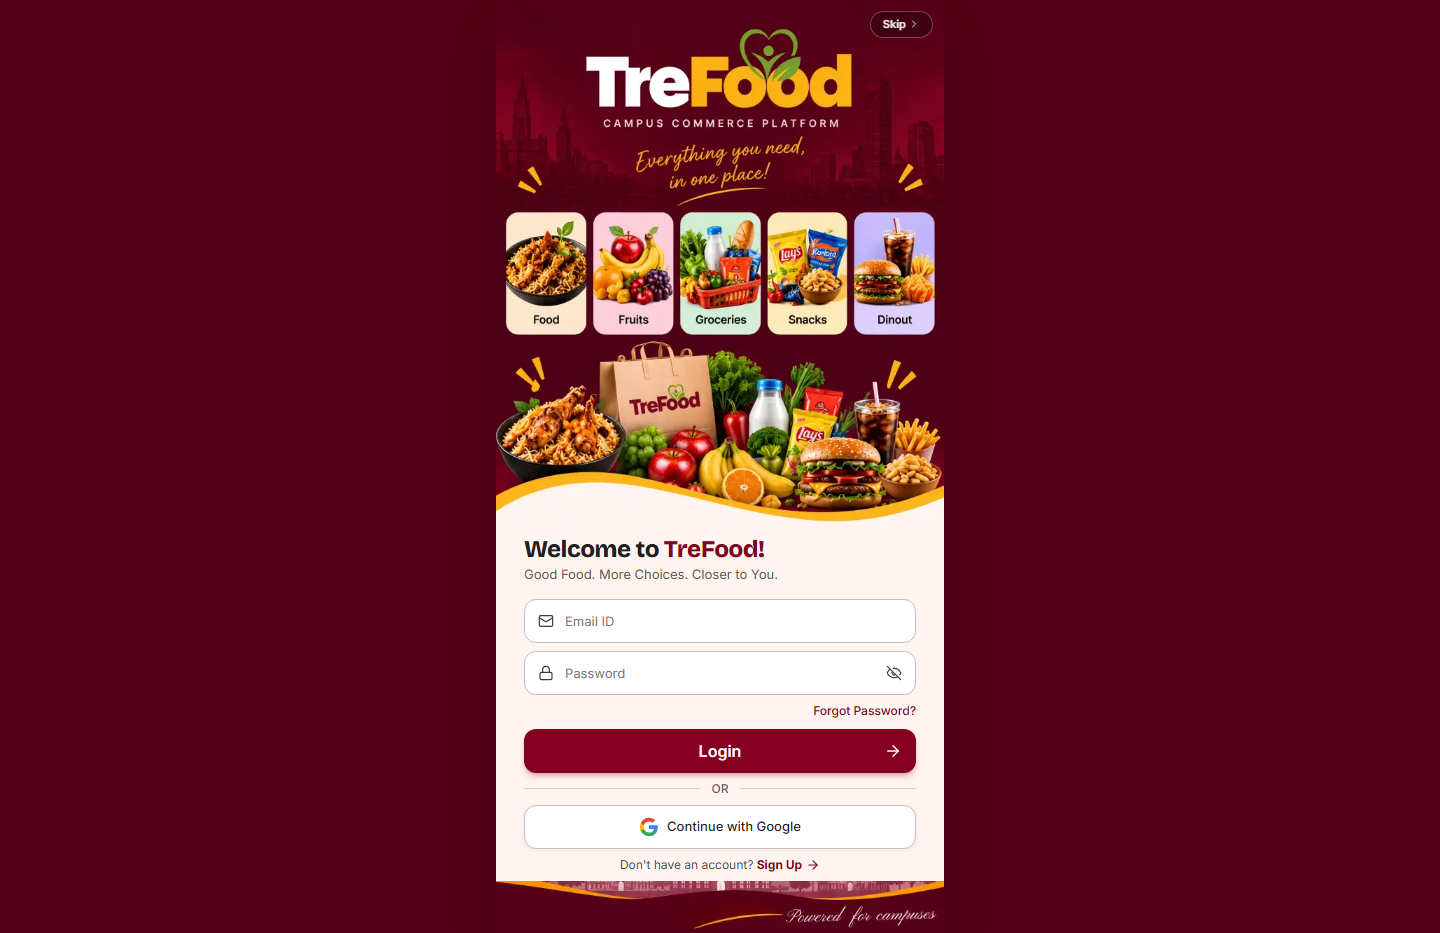 Skip
TreFood
CAMPUS COMMERCE PLATFORM
Everything you need,
in one place!
Lay's
Food
Fruits
Groceries
Snacks
Dinout
TreFood
Lay's
Welcome to TreFood!
Good Food. More Choices. Closer to You.
Email ID
Password
Forgot Password?
Login
OR
Continue with Google
Don't have an account? Sign Up
Powered for campuses